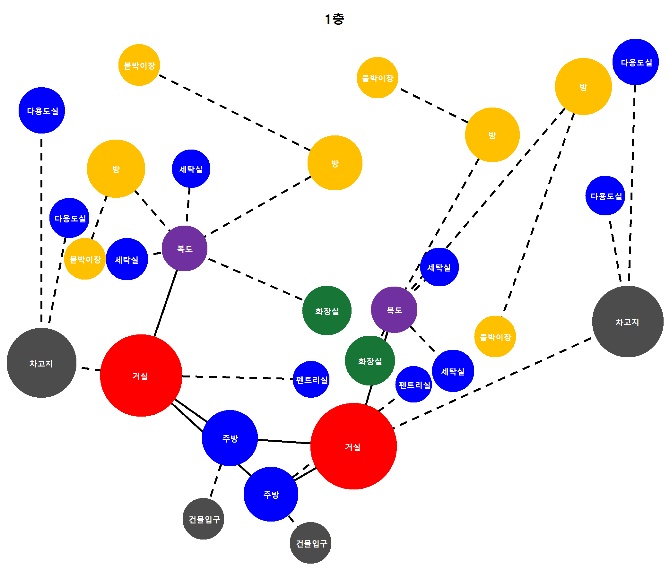 1층
붙박이장
다용도실
붙박이장
방
다용도실
방
방
방
세탁실
다용도실
다용도실
복도
붙박이장
세탁실
세탁실
화장실
복도
차고지
붙박이장
차고지
거실
화장실
펜트리실
펜트리실
세탁실
주방
거실
주방
건물입구
건물입구